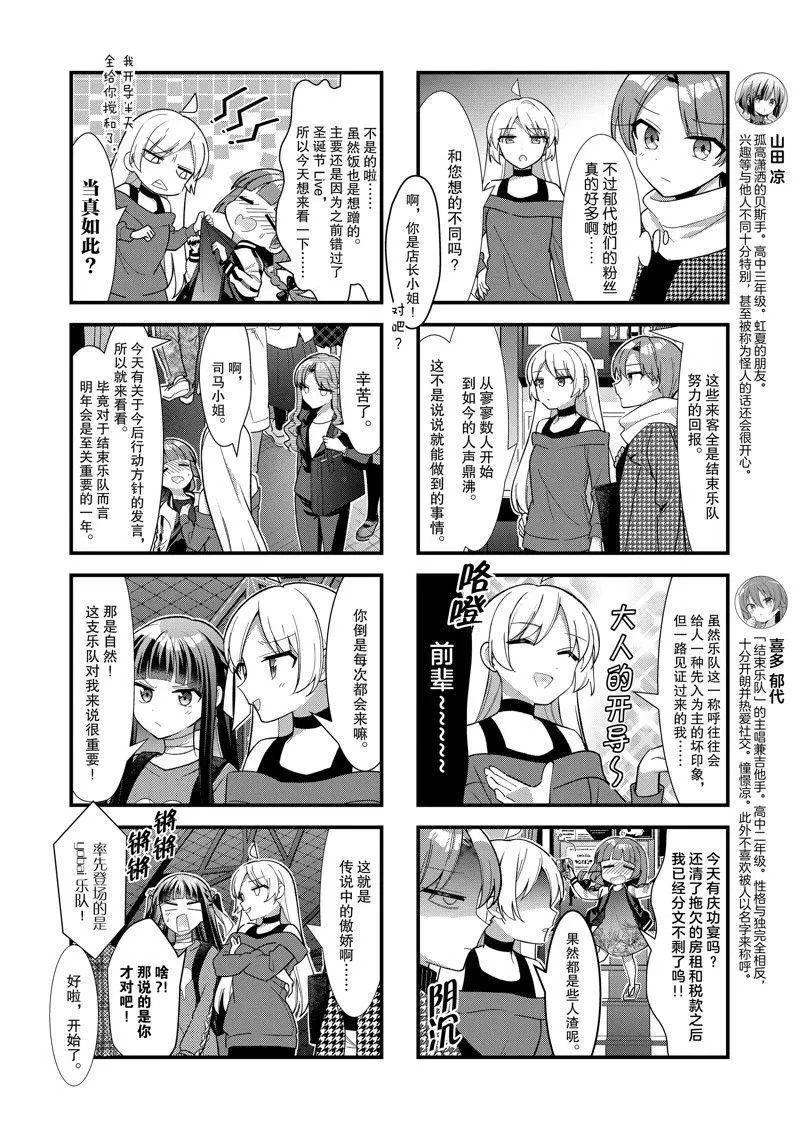 山田 凉
孤高潇洒的贝斯手。高中三年级。虹夏的朋友。
兴趣等与他人不同十分特别，甚至被称为怪人的话还会很开心。
喜多 郁代
「结束乐队」的主唱兼吉他手。高中二年级。性格与独完全相反，
十分开朗并热爱社交。憧憬凉。此外不喜欢被人以名字来称呼。
不过郁代她们的粉丝
真的好多啊……
和您想的不同吗？
这些来客全是结束乐队
努力的回报。
从寥寥数人开始
到如今的人声鼎沸
这不是说说就能做到的事情。
虽然乐队这一称呼往往会
给人一种先入为主的坏印象，
但一路见证过来的我……
大人的开导～
咯噔
前辈～～～～～
今天有庆功宴吗？
还清了拖欠的房租和税款之后
我已经分文不剩了呜！！
果然都是些人渣呢。
阴沉
啊，你是店长小姐！
对吧？
不是的啦……
虽然饭也是想蹭的。
主要还是因为之前错过了
圣诞节 Live，
所以今天想来看一下……
当真如此？
我开导半天
全给你搅和了。
辛苦了。
啊，
司马小姐。
今天有关于今后行动方针的发言，
所以就来看看。
毕竟对于结束乐队而言
明年会是至关重要的一年。
你倒是每次都会来嘛。
那是自然！
这支乐队对我来说很重要！
这就是
传说中的傲娇啊……
锵锵
锵锵
啥？！
那说的是你
才对吧！
率先登场的是
yabai 乐队！
好啦，开始了。